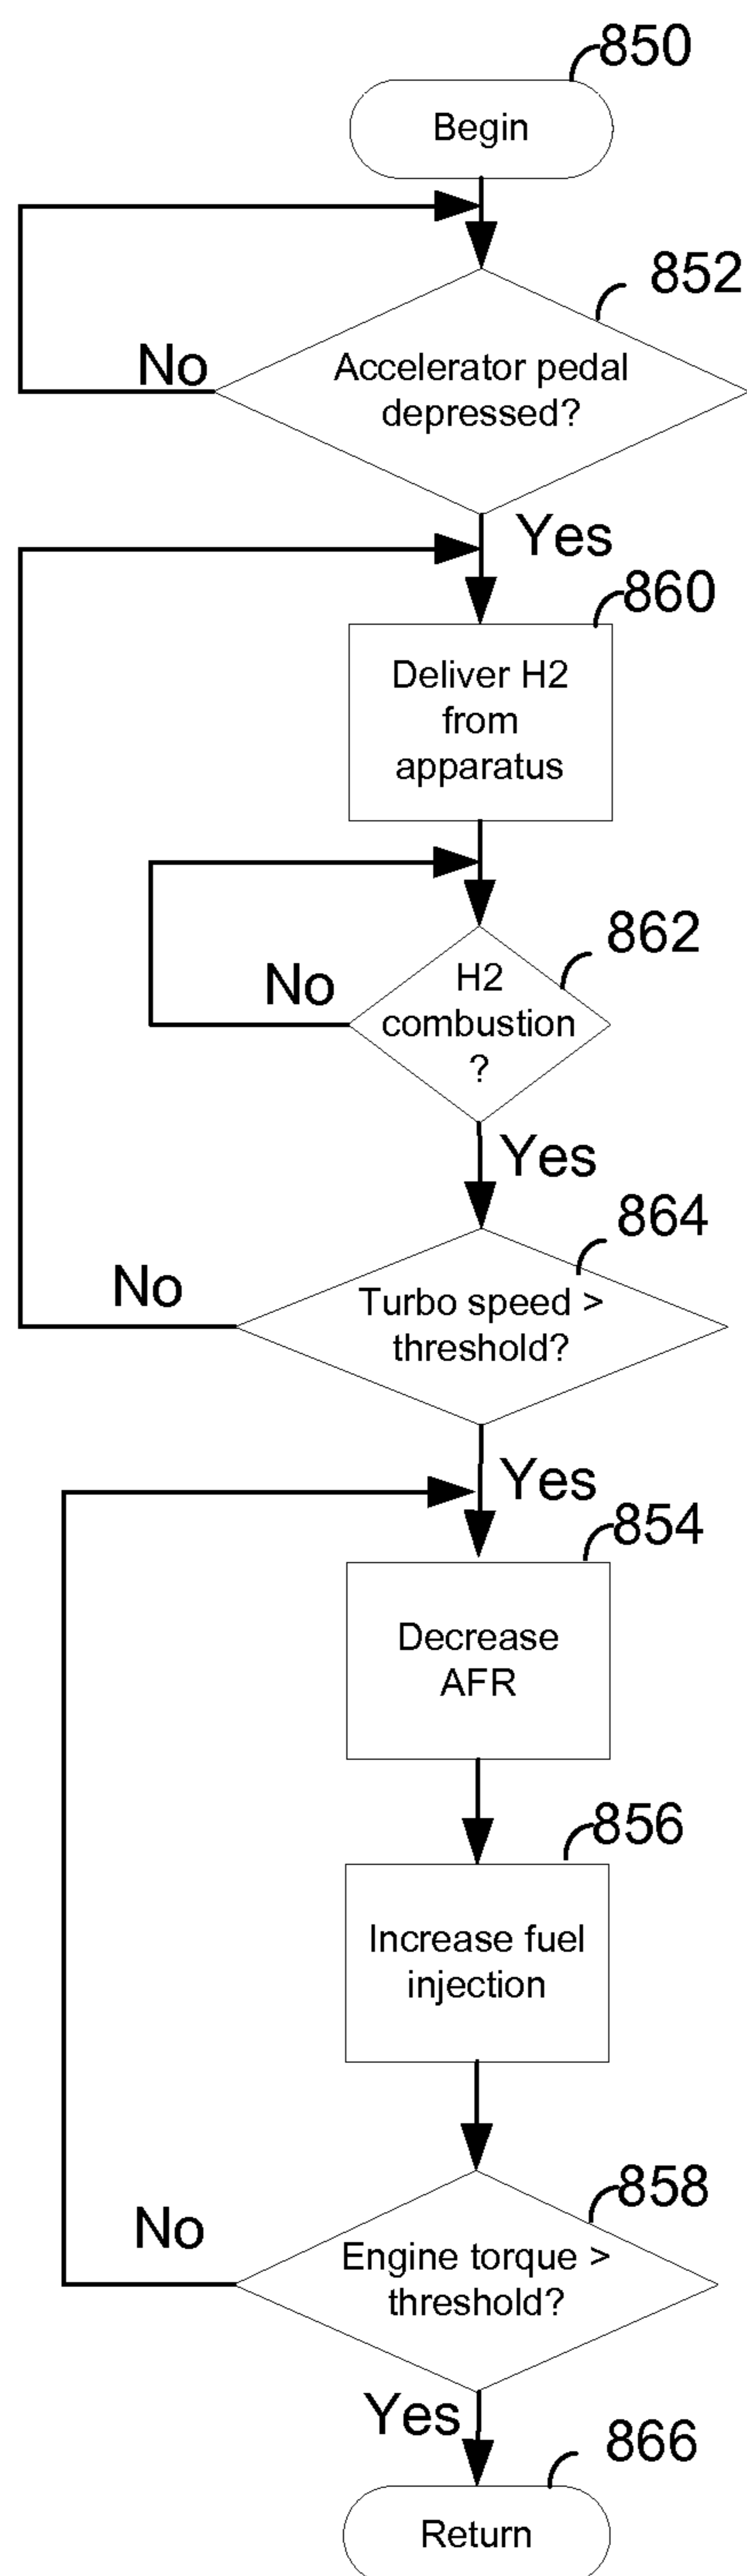 850
Begin
852
No
Accelerator pedal
depressed?
Yes
860
Deliver H2
from
apparatus
862
No
H2
combustion
?
Yes
864
No
Turbo speed >
threshold?
Yes
854
Decrease
AFR
856
Increase fuel
injection
858
No
Engine torque >
threshold?
Yes
866
Return